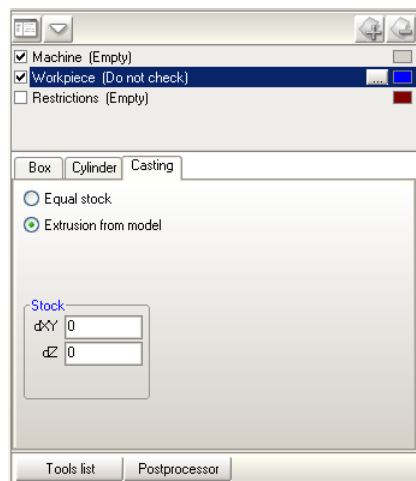 Machine (Empty)
Workpiece (Do not check) ...
Restrictions (Empty)
Box Cylinder Casting
Equal stock
Extrusion from model
Stock
dXY 0
dZ 0
Tools list Postprocessor